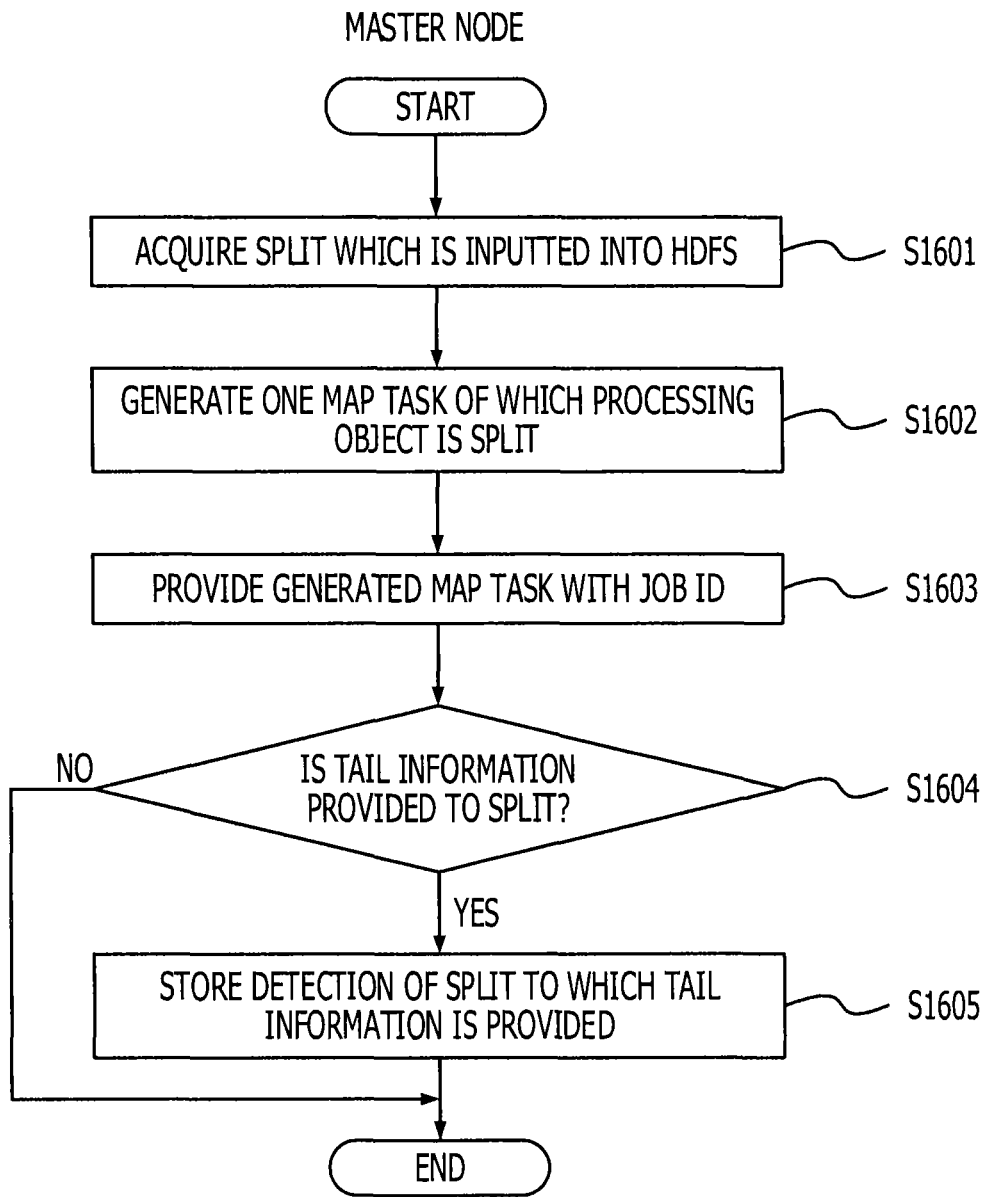 MASTER NODE
START
ACQUIRE SPLIT WHICH IS INPUTTED INTO HDFS
S1601
GENERATE ONE MAP TASK OF WHICH PROCESSING
OBJECT IS SPLIT
S1602
PROVIDE GENERATED MAP TASK WITH JOB ID
S1603
NO
IS TAIL INFORMATION
PROVIDED TO SPLIT?
S1604
YES
STORE DETECTION OF SPLIT TO WHICH TAIL
INFORMATION IS PROVIDED
S1605
END